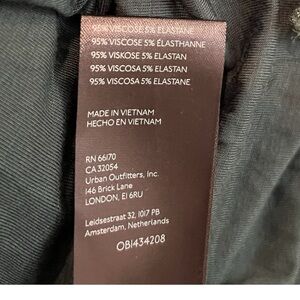 95% VISCOSE 5% ELASTANE
95% VISCOSE 5% ÉLASTHANNE
95% VISKOSE 5% ELASTAN
95% VISCOSA 5% ELASTAN
95% VISCOSA 5% ELASTANE
MADE IN VIETNAM
HECHO EN VIETNAM
RN 66170
CA 32054
Urban Outfitters, Inc.
146 Brick Lane
LONDON, E1 6RU
Leidsestraat 32, 1017 PB
Amsterdam, Netherlands
OB1434208